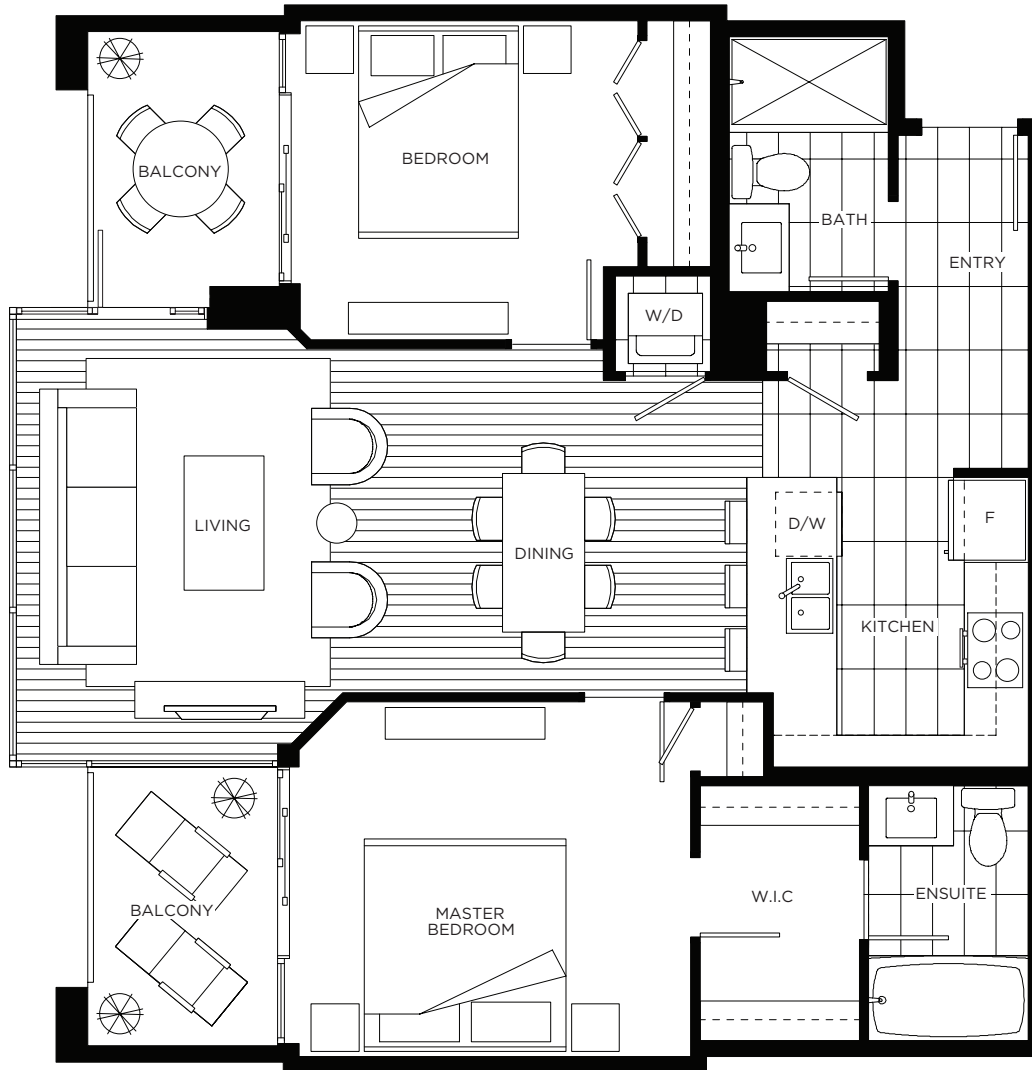 BEDROOM
BALCONY
BATH
ENTRY
W/D
LIVING
DINING
D/W
F
KITCHEN
BALCONY
MASTER
BEDROOM
W.I.C
ENSUITE